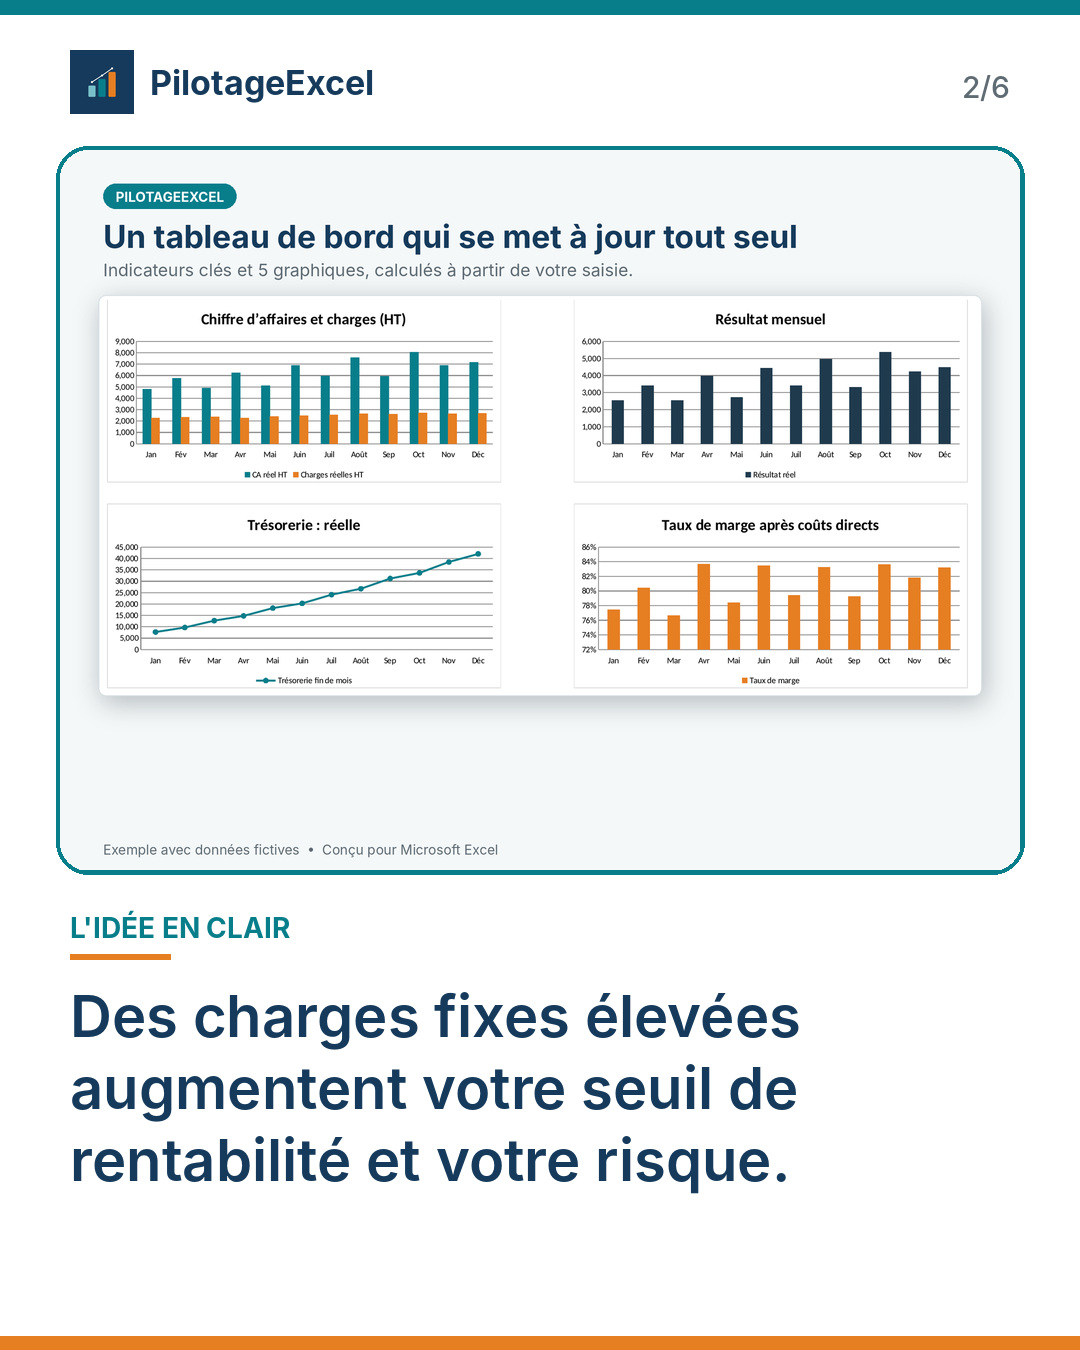 PilotageExcel
2/6
PILOTAGEEXCEL
Un tableau de bord qui se met à jour tout seul
Indicateurs clés et 5 graphiques, calculés à partir de votre saisie.
Chiffre d’affaires et charges (HT)
9,000
8,000
7,000
6,000
5,000
4,000
3,000
2,000
1,000
0
Jan Fév Mar Avr Mai Juin Juil Août Sep Oct Nov Déc
CA réel HT Charges réelles HT
Résultat mensuel
6,000
5,000
4,000
3,000
2,000
1,000
0
Jan Fév Mar Avr Mai Juin Juil Août Sep Oct Nov Déc
Résultat réel
Trésorerie : réelle
45,000
40,000
35,000
30,000
25,000
20,000
15,000
10,000
5,000
0
Jan Fév Mar Avr Mai Juin Juil Août Sep Oct Nov Déc
Trésorerie fin de mois
Taux de marge après coûts directs
86%
84%
82%
80%
78%
76%
74%
72%
Jan Fév Mar Avr Mai Juin Juil Août Sep Oct Nov Déc
Taux de marge
Exemple avec données fictives • Conçu pour Microsoft Excel
L'IDÉE EN CLAIR
Des charges fixes élevées
augmentent votre seuil de
rentabilité et votre risque.